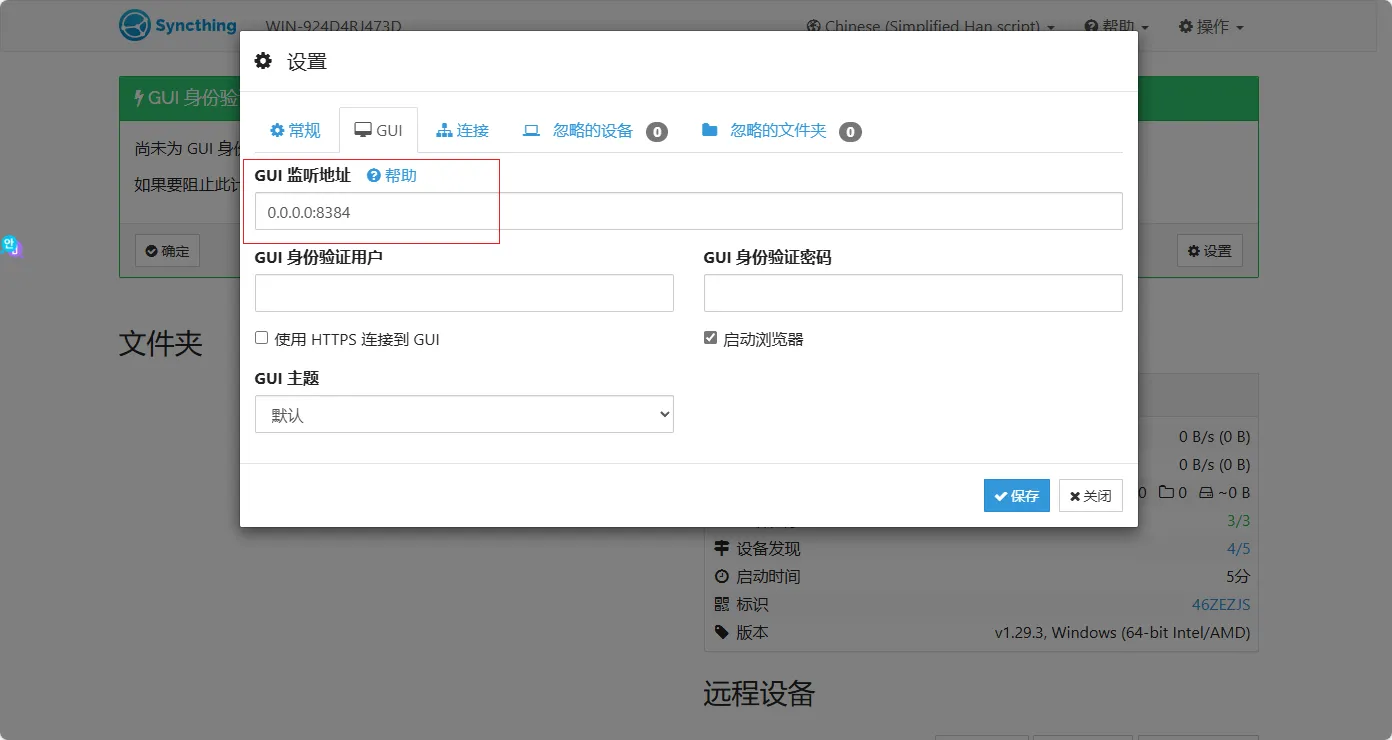 Syncthing WIN-924D4RJ473D Chinese (Simplified Han script) 帮助 操作
设置
GUI 身份验
常规 GUI 连接 忽略的设备 0 忽略的文件夹 0
尚未为 GUI 身份
GUI 监听地址 帮助
如果要阻止此计
0.0.0.0:8384
确定
设置
GUI 身份验证用户 GUI 身份验证密码
使用 HTTPS 连接到 GUI 启动浏览器
文件夹
GUI 主题
默认
0 B/s (0 B)
0 B/s (0 B)
保存 关闭
0 0 ~0 B
3/3
设备发现 4/5
启动时间 5分
标识 46ZEZJS
版本 v1.29.3, Windows (64-bit Intel/AMD)
远程设备